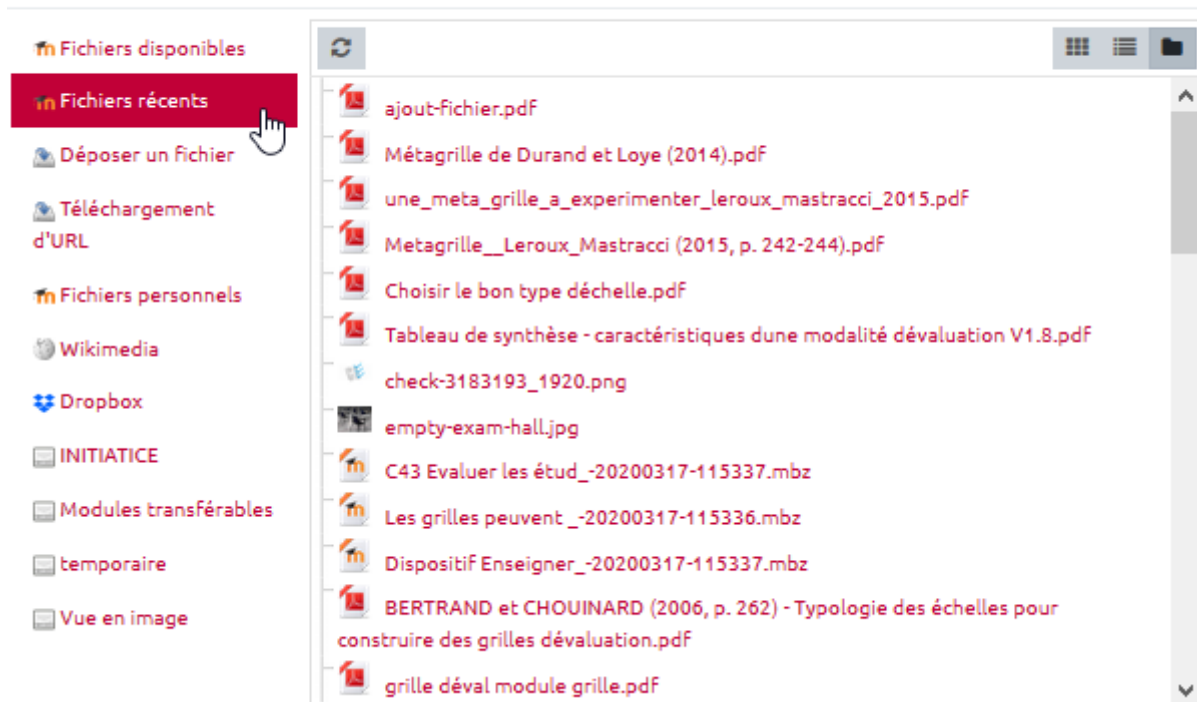 Fichiers disponibles
Fichiers récents
Déposer un fichier
Téléchargement
d'URL
Fichiers personnels
Wikimedia
Dropbox
INITIATICE
Modules transférables
temporaire
Vue en image
ajout-fichier.pdf
Métagrille de Durand et Loye (2014).pdf
une_meta_grille_a_experimenter_leroux_mastracci_2015.pdf
Metagrille__Leroux_Mastracci (2015, p. 242-244).pdf
Choisir le bon type déchelle.pdf
Tableau de synthèse - caractéristiques dune modalité dévaluation V1.8.pdf
check-3183193_1920.png
empty-exam-hall.jpg
C43 Evaluer les étud_-20200317-115337.mbz
Les grilles peuvent _-20200317-115336.mbz
Dispositif Enseigner_-20200317-115337.mbz
BERTRAND et CHOUINARD (2006, p. 262) - Typologie des échelles pour
construire des grilles dévaluation.pdf
grille déval module grille.pdf